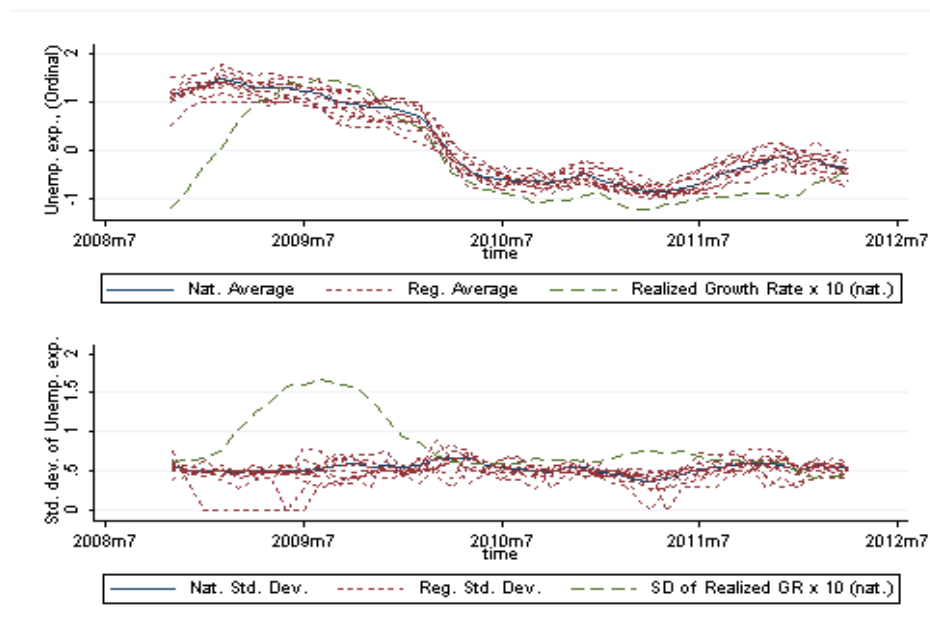 Unemp. exp., (Ordinal)
2
1
0
-1
2008m7 2009m7 2010m7 2011m7 2012m7
time
Nat. Average Reg. Average Realized Growth Rate x 10 (nat.)
Std. dev. of Unemp. exp.
2
1.5
1
.5
0
2008m7 2009m7 2010m7 2011m7 2012m7
time
Nat. Std. Dev. Reg. Std. Dev. SD of Realized GR x 10 (nat.)